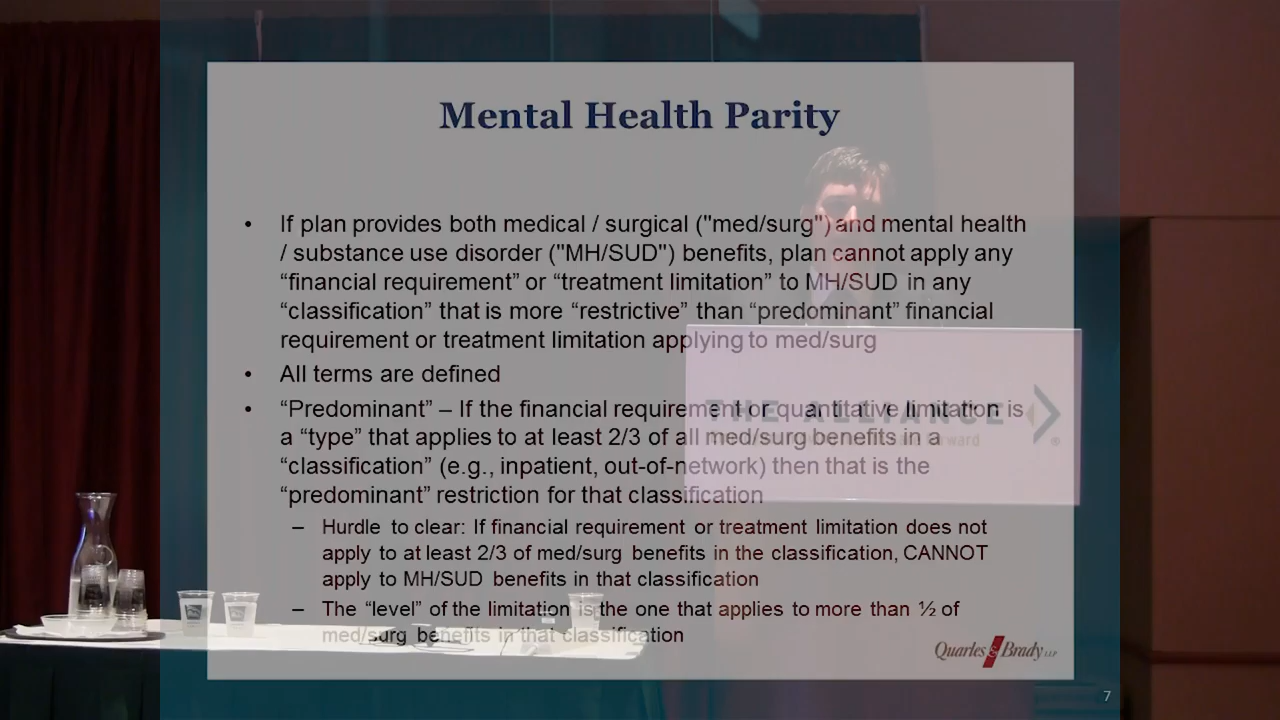 Mental Health Parity
• If plan provides both medical / surgical ("med/surg") and mental health
/ substance use disorder ("MH/SUD") benefits, plan cannot apply any
“financial requirement” or “treatment limitation” to MH/SUD in any
“classification” that is more “restrictive” than “predominant” financial
requirement or treatment limitation applying to med/surg
• All terms are defined
• “Predominant” – If the financial requirement or quantitative limitation is
a “type” that applies to at least 2/3 of all med/surg benefits in a
“classification” (e.g., inpatient, out-of-network) then that is the
“predominant” restriction for that classification
– Hurdle to clear: If financial requirement or treatment limitation does not
apply to at least 2/3 of med/surg benefits in the classification, CANNOT
apply to MH/SUD benefits in that classification
– The “level” of the limitation is the one that applies to more than ½ of
med/surg benefits in that classification
THE ALLIANCE
®
Quarles & Brady LLP
7